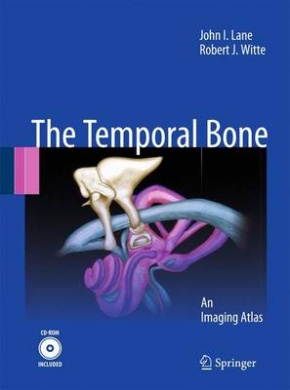 John I. Lane
Robert J. Witte
The Temporal Bone
An
Imaging Atlas
CD-ROM
INCLUDED
Springer